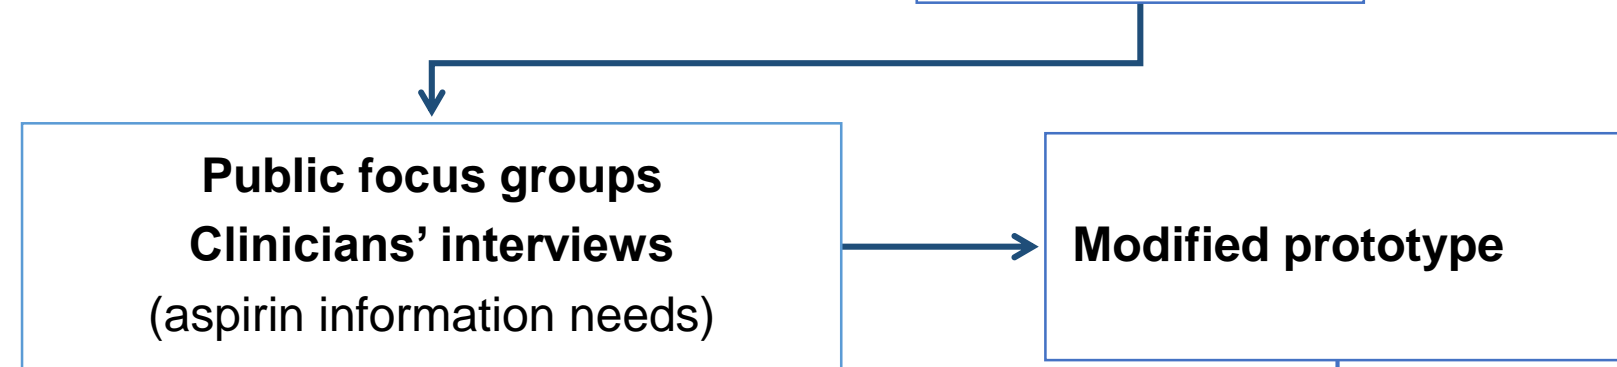 Public focus groups
Clinicians’ interviews
(aspirin information needs)
Modified prototype